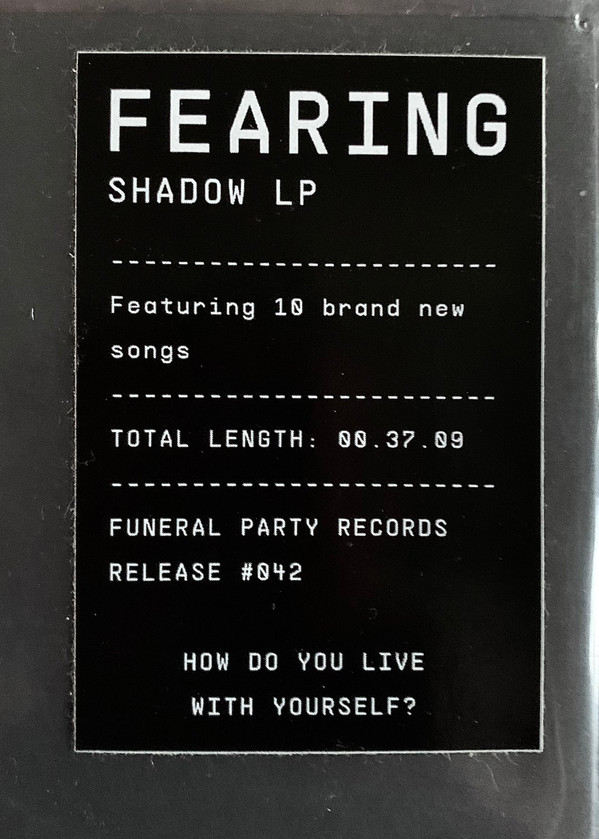 FEARING
SHADOW LP
-------------------------
Featuring 10 brand new
songs
-------------------------
TOTAL LENGTH: 00.37.09
-------------------------
FUNERAL PARTY RECORDS
RELEASE #042
HOW DO YOU LIVE
WITH YOURSELF?